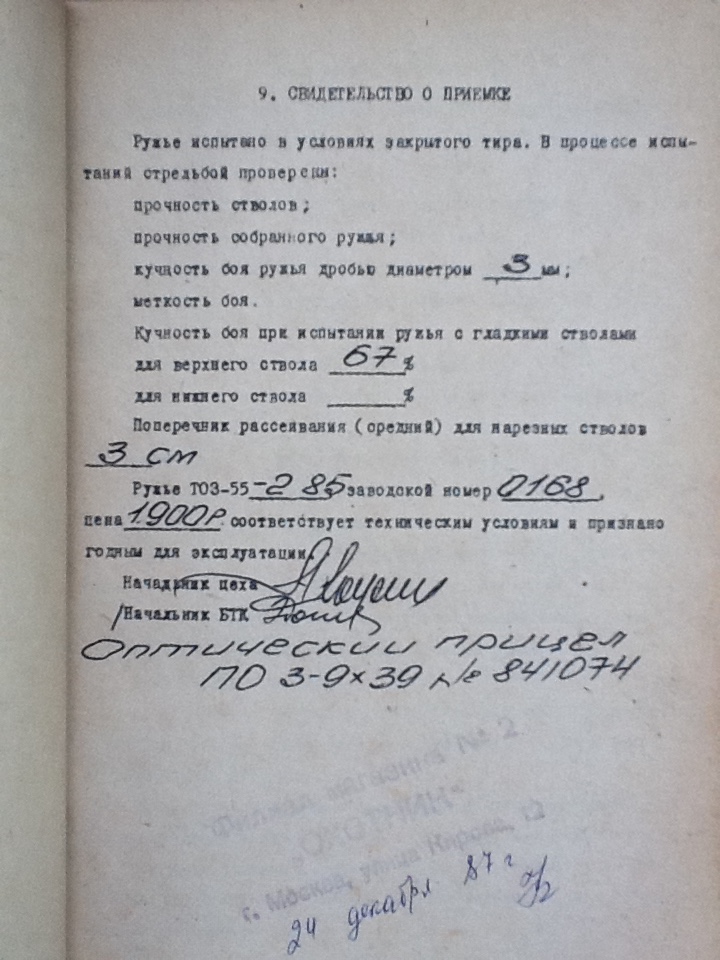 9. СВИДЕТЕЛЬСТВО О ПРИЕМКЕ
Ружье испытано в условиях закрытого тира. В процессе испы-
таний стрельбой проверены:
прочность стволов;
прочность собранного ружья;
кучность боя ружья дробью диаметром 3 мм;
меткость боя.
Кучность боя при испытании ружья с гладкими стволами
для верхнего ствола 67 %
для нижнего ствола ______%
Поперечник рассеивания (средний) для нарезных стволов
3 см
Ружье ТОЗ-55 -2 85 заводской номер 0168,
цена 1.900 Р. соответствует техническим условиям и признано
годным для эксплуатации.
Начальник цеха
Начальник БТК
Оптический прицел
ПО 3-9х39 № 841074
Филиал магазина № 2
"ОХОТНИК"
г. Москва, улица Кирова, 12
24 декабря 87 г